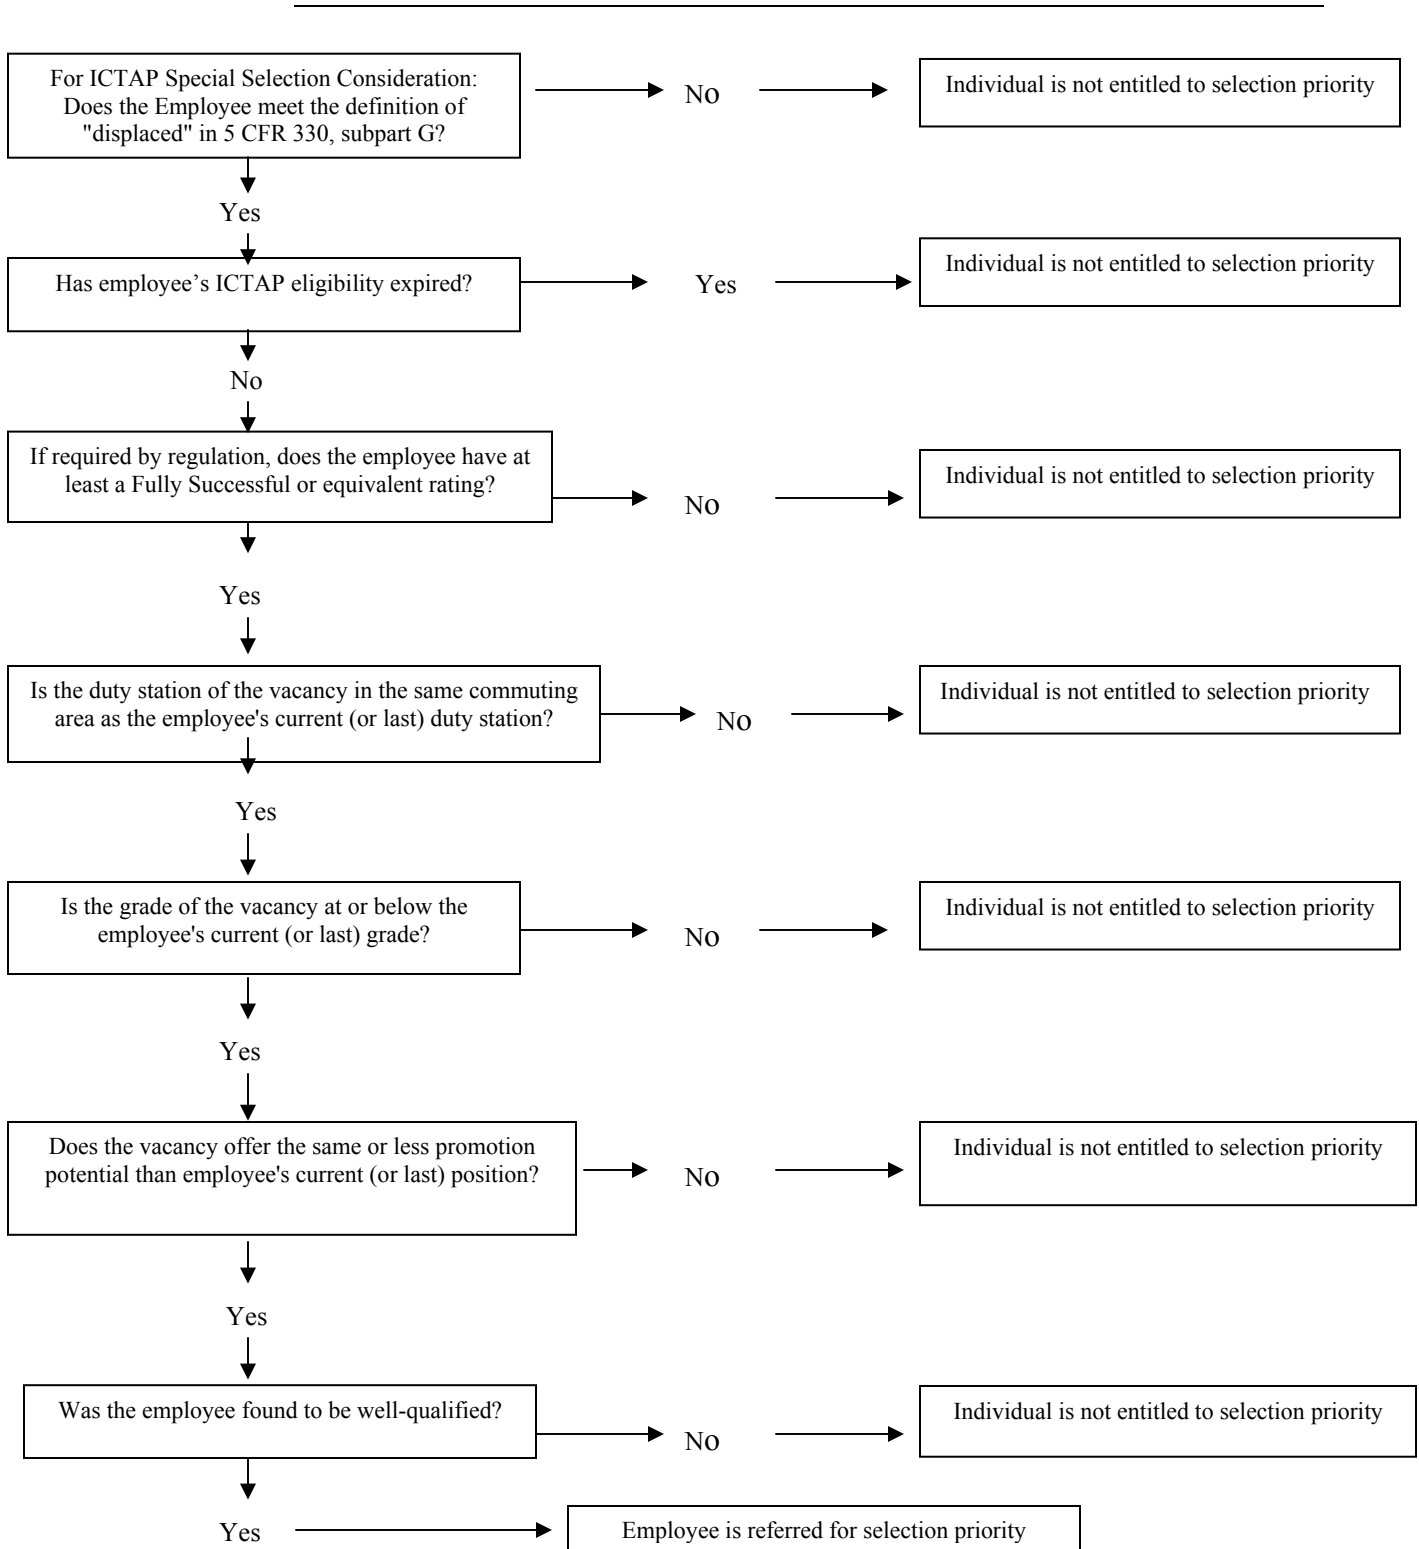 For ICTAP Special Selection Consideration:
Does the Employee meet the definition of
"displaced" in 5 CFR 330, subpart G?
No
Individual is not entitled to selection priority
Yes
Has employee’s ICTAP eligibility expired?
Yes
Individual is not entitled to selection priority
No
If required by regulation, does the employee have at
least a Fully Successful or equivalent rating?
No
Individual is not entitled to selection priority
Yes
Is the duty station of the vacancy in the same commuting
area as the employee's current (or last) duty station?
No
Individual is not entitled to selection priority
Yes
Is the grade of the vacancy at or below the
employee's current (or last) grade?
No
Individual is not entitled to selection priority
Yes
Does the vacancy offer the same or less promotion
potential than employee's current (or last) position?
No
Individual is not entitled to selection priority
Yes
Was the employee found to be well-qualified?
No
Individual is not entitled to selection priority
Yes
Employee is referred for selection priority